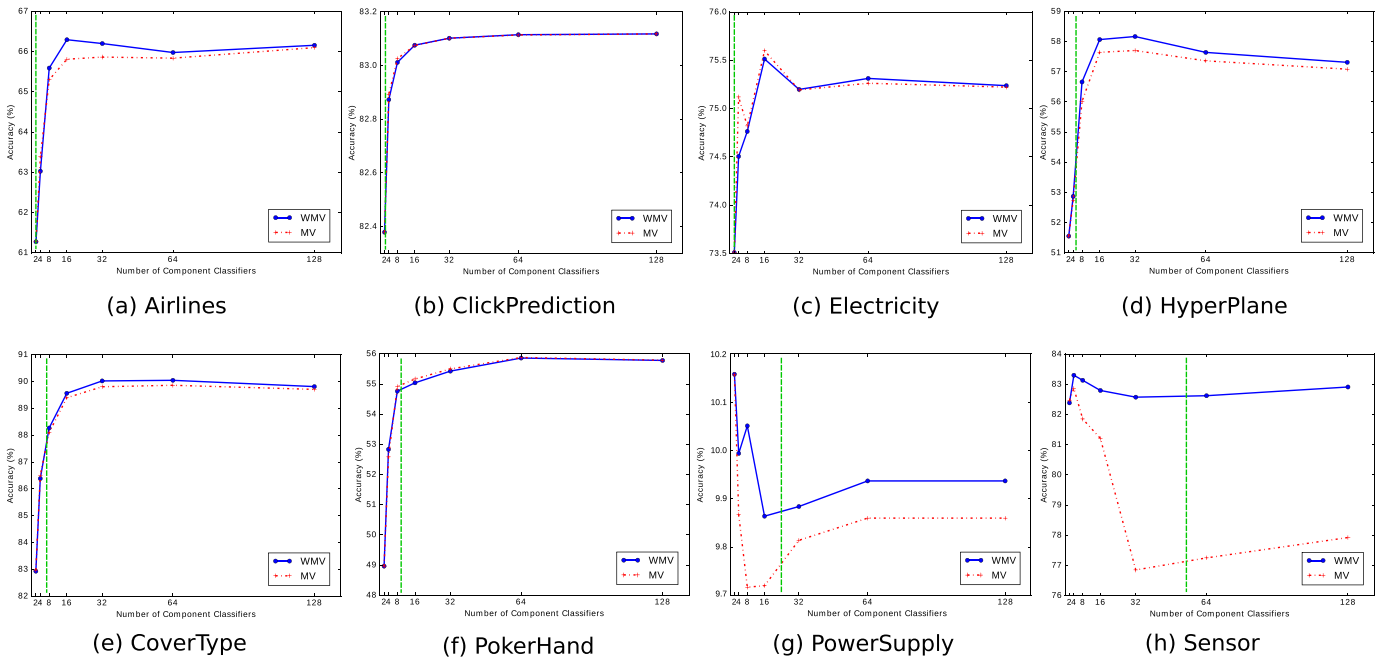 67
66
65
64
63
62
61
Accuracy (%)
WMV
MV
2 4 8 16 32 64 128
Number of Component Classifiers
(a) Airlines
83.2
83.0
82.8
82.6
82.4
Accuracy (%)
WMV
MV
2 4 8 16 32 64 128
Number of Component Classifiers
(b) ClickPrediction
76.0
75.5
75.0
74.5
74.0
73.5
Accuracy (%)
WMV
MV
2 4 8 16 32 64 128
Number of Component Classifiers
(c) Electricity
59
58
57
56
55
54
53
52
51
Accuracy (%)
WMV
MV
2 4 8 16 32 64 128
Number of Component Classifiers
(d) HyperPlane
91
90
89
88
87
86
85
84
83
82
Accuracy (%)
WMV
MV
2 4 8 16 32 64 128
Number of Component Classifiers
(e) CoverType
56
55
54
53
52
51
50
49
48
Accuracy (%)
WMV
MV
2 4 8 16 32 64 128
Number of Component Classifiers
(f) PokerHand
10.2
10.1
10.0
9.9
9.8
9.7
Accuracy (%)
WMV
MV
2 4 8 16 32 64 128
Number of Component Classifiers
(g) PowerSupply
84
83
82
81
80
79
78
77
76
Accuracy (%)
WMV
MV
2 4 8 16 32 64 128
Number of Component Classifiers
(h) Sensor